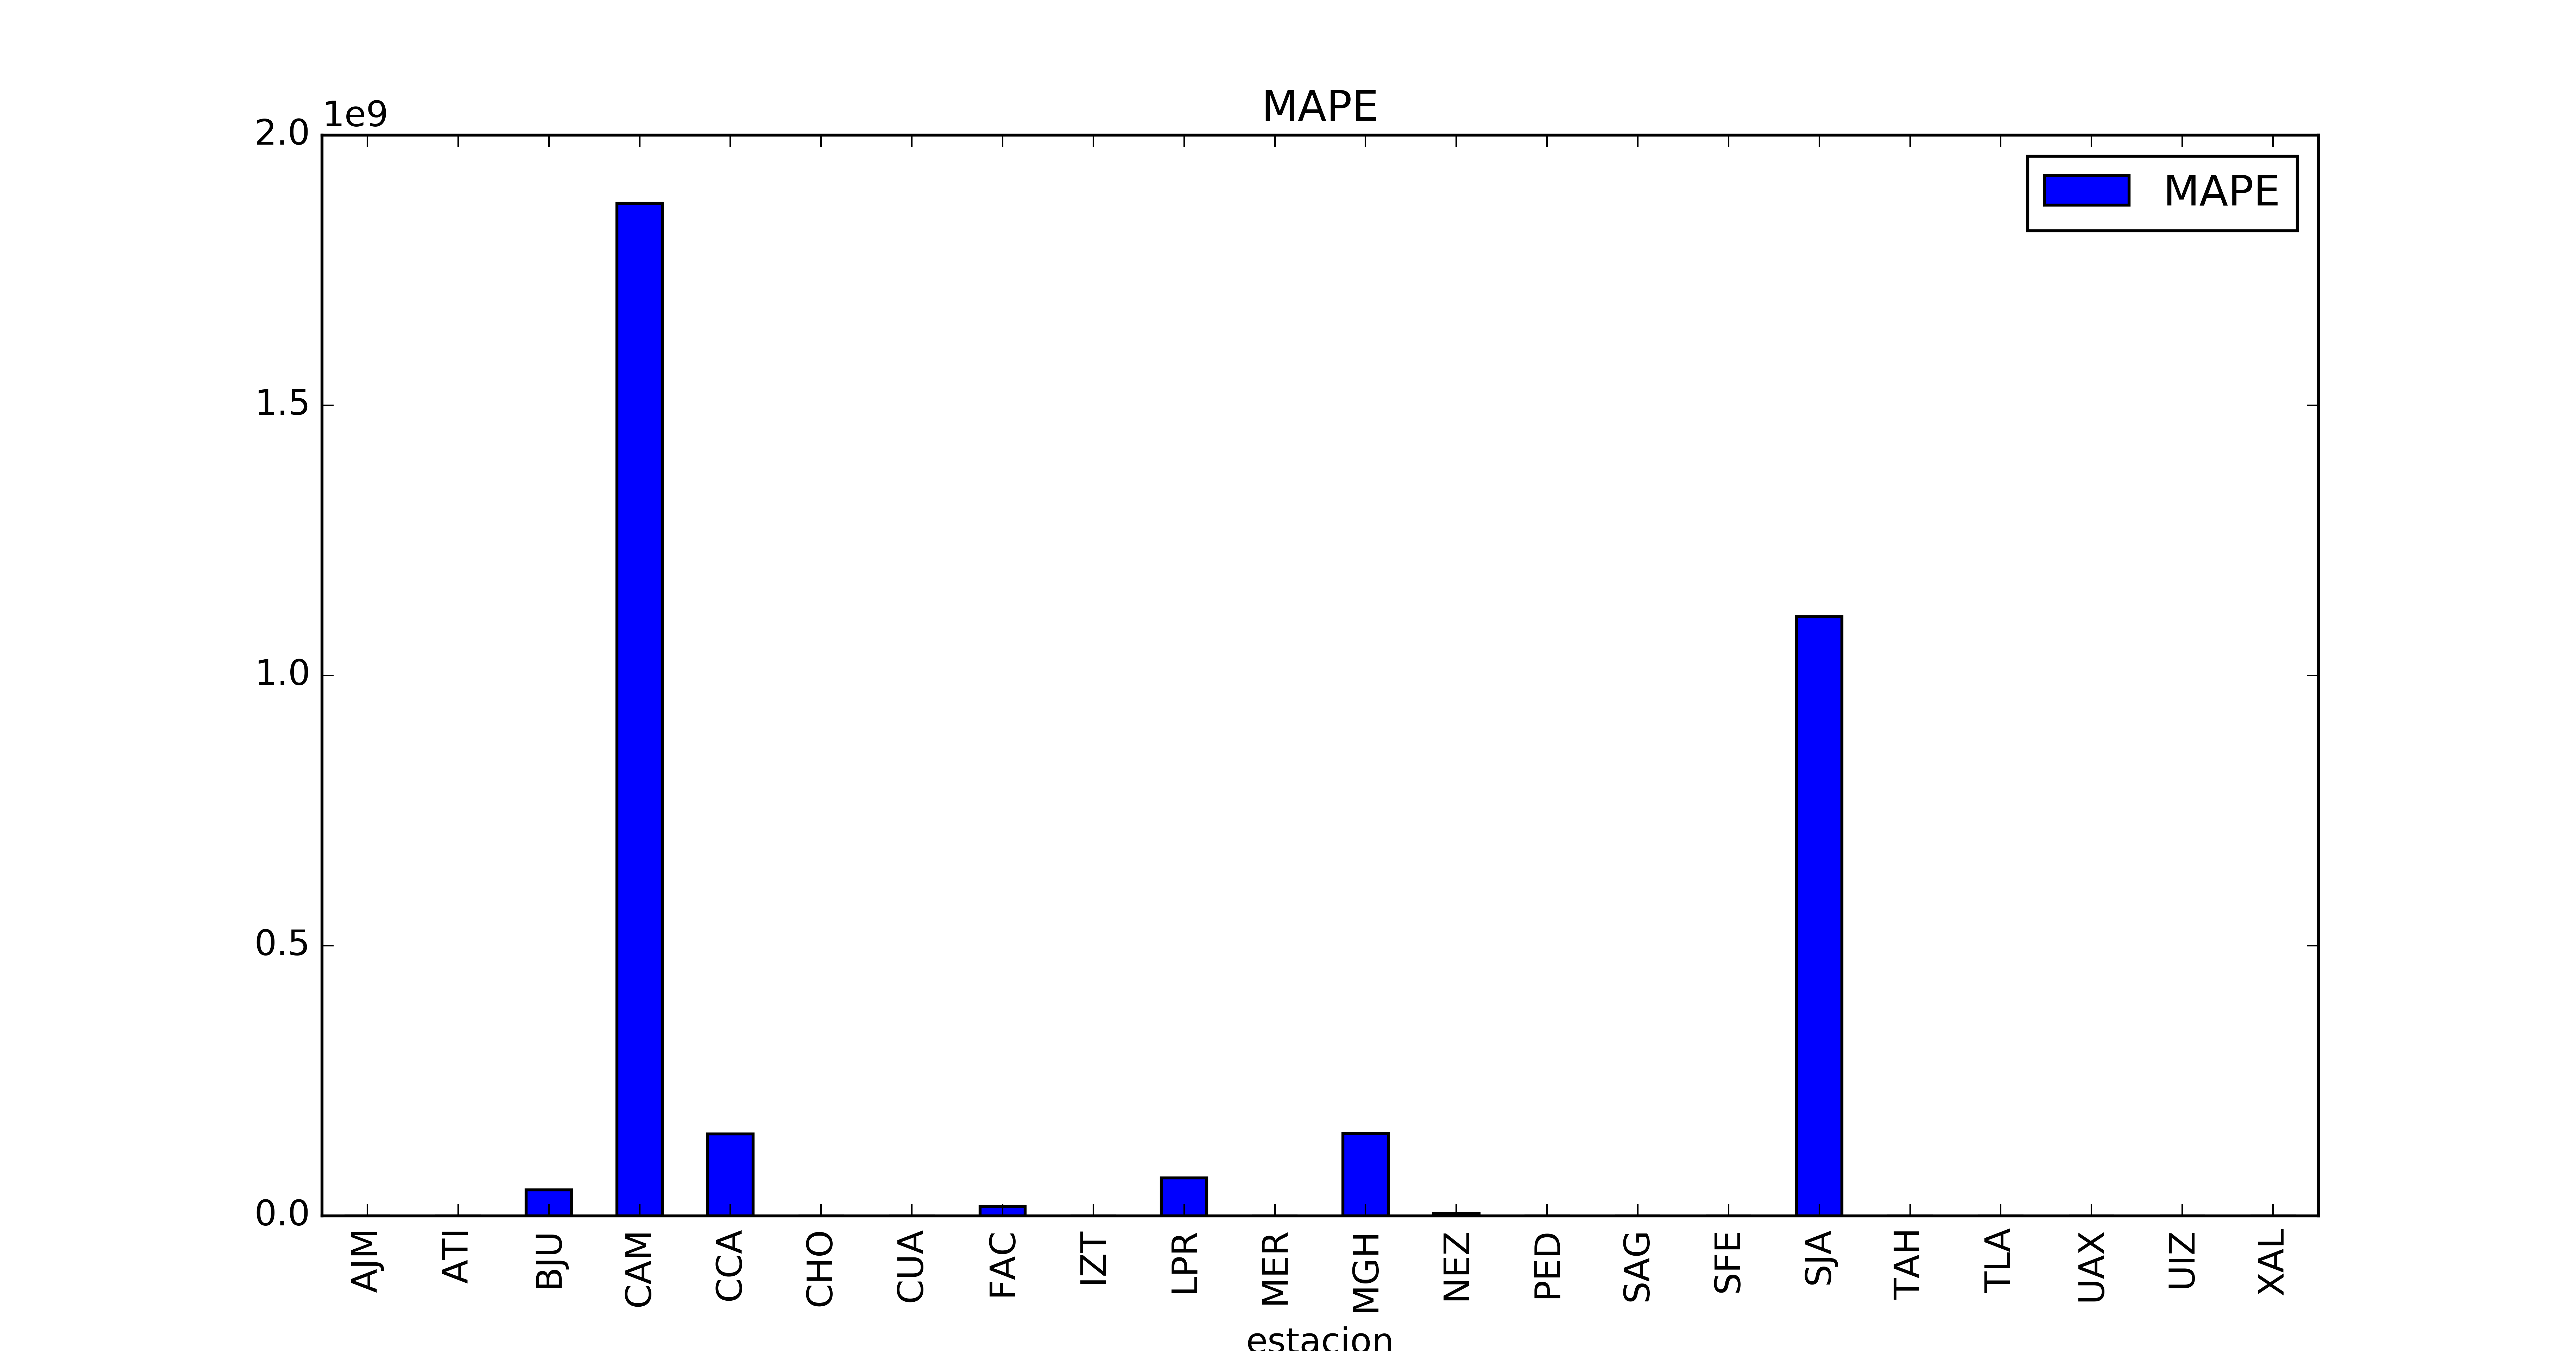 MAPE
1e9
2.0
1.5
1.0
0.5
0.0
MAPE
AJM
ATI
BJU
CAM
CCA
CHO
CUA
FAC
IZT
LPR
MER
MGH
NEZ
PED
SAG
SFE
SJA
TAH
TLA
UAX
UIZ
XAL
estacion